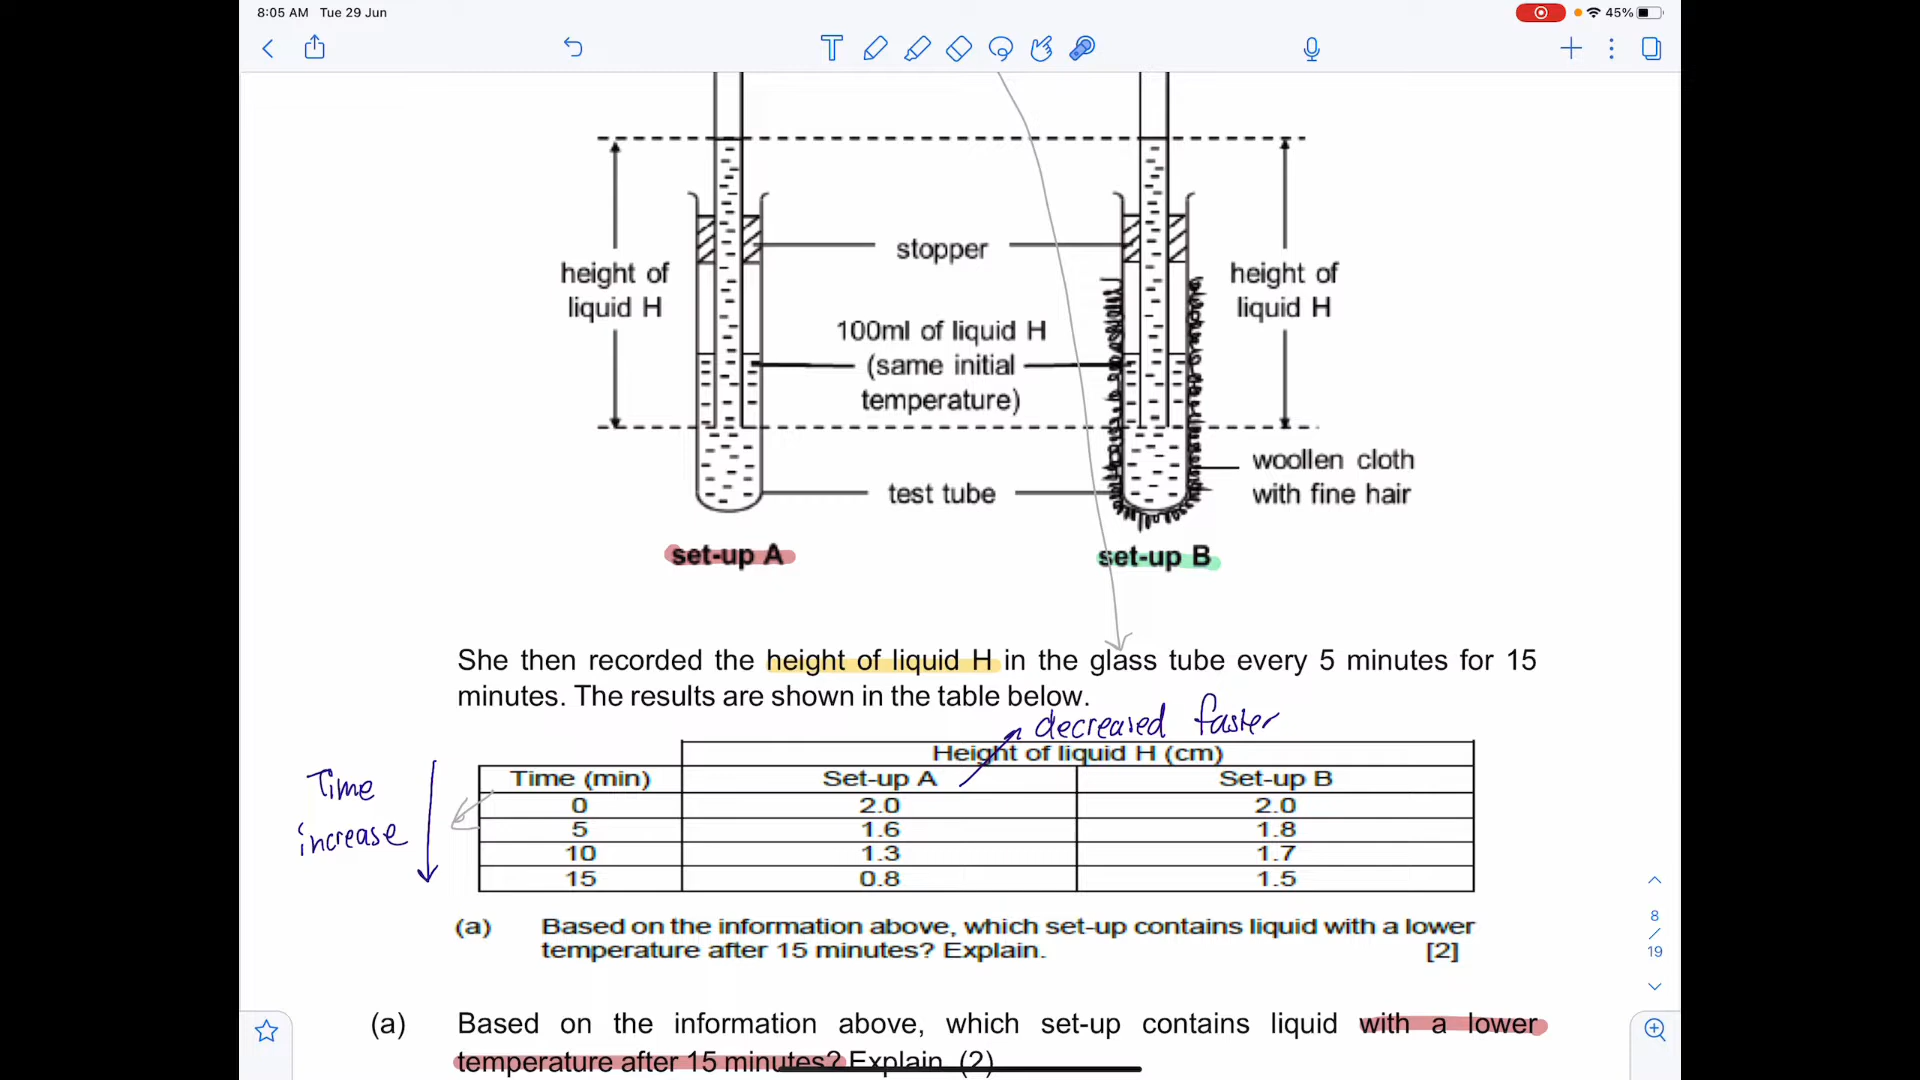 8:05 AM Tue 29 Jun
45%
height of
liquid H
stopper
100ml of liquid H
(same initial
temperature)
test tube
height of
liquid H
woollen cloth
with fine hair
set-up A
set-up B
She then recorded the height of liquid H in the glass tube every 5 minutes for 15
minutes. The results are shown in the table below.
decreased faster
Time
increase
Height of liquid H (cm)
Time (min) Set-up A Set-up B
0 2.0 2.0
5 1.6 1.8
10 1.3 1.7
15 0.8 1.5
(a) Based on the information above, which set-up contains liquid with a lower
temperature after 15 minutes? Explain. [2]
(a) Based on the information above, which set-up contains liquid with a lower
temperature after 15 minutes? Explain (2)
8
/
19